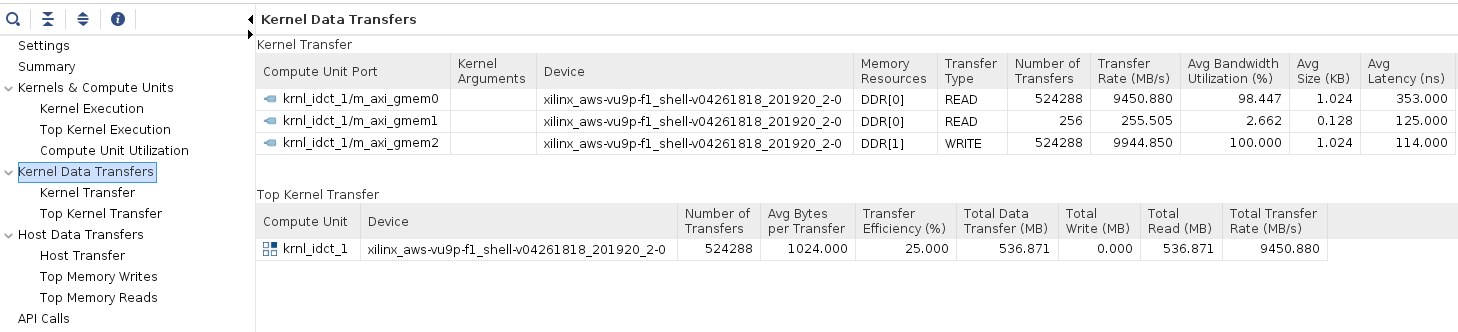 Settings
Summary
Kernels & Compute Units
Kernel Execution
Top Kernel Execution
Compute Unit Utilization
Kernel Data Transfers
Kernel Transfer
Top Kernel Transfer
Host Data Transfers
Host Transfer
Top Memory Writes
Top Memory Reads
API Calls
Kernel Data Transfers
Kernel Transfer
Compute Unit Port Kernel Arguments Device Memory Resources Transfer Type Number of Transfers Transfer Rate (MB/s) Avg Bandwidth Utilization (%) Avg Size (KB) Avg Latency (ns)
krnl_idct_1/m_axi_gmem0 xilinx_aws-vu9p-f1_shell-v04261818_201920_2-0 DDR[0] READ 524288 9450.880 98.447 1.024 353.000
krnl_idct_1/m_axi_gmem1 xilinx_aws-vu9p-f1_shell-v04261818_201920_2-0 DDR[0] READ 256 255.505 2.662 0.128 125.000
krnl_idct_1/m_axi_gmem2 xilinx_aws-vu9p-f1_shell-v04261818_201920_2-0 DDR[1] WRITE 524288 9944.850 100.000 1.024 114.000
Top Kernel Transfer
Compute Unit Device Number of Transfers Avg Bytes per Transfer Transfer Efficiency (%) Total Data Transfer (MB) Total Write (MB) Total Read (MB) Total Transfer Rate (MB/s)
krnl_idct_1 xilinx_aws-vu9p-f1_shell-v04261818_201920_2-0 524288 1024.000 25.000 536.871 0.000 536.871 9450.880